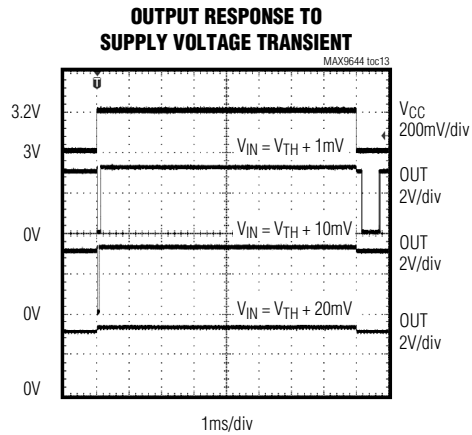 OUTPUT RESPONSE TO
SUPPLY VOLTAGE TRANSIENT
MAX9644 toc13
3.2V
VCC
200mV/div
3V
VIN = VTH + 1mV
OUT
2V/div
0V
VIN = VTH + 10mV
OUT
2V/div
0V
VIN = VTH + 20mV
OUT
2V/div
0V
1ms/div